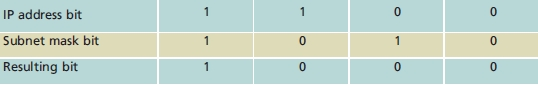 IP address bit 1 1 0 0
Subnet mask bit 1 0 1 0
Resulting bit 1 0 0 0